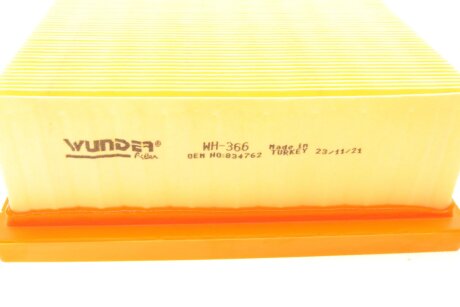 WUNDER®
Filter
WH-366
OEM NO:834762
Made in
TURKEY 23/11/21